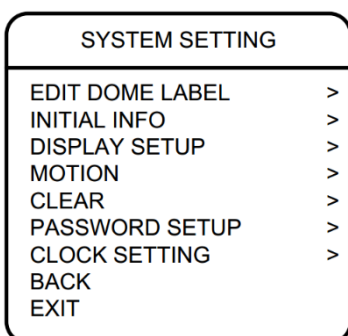 SYSTEM SETTING
EDIT DOME LABEL >
INITIAL INFO >
DISPLAY SETUP >
MOTION >
CLEAR >
PASSWORD SETUP >
CLOCK SETTING >
BACK
EXIT